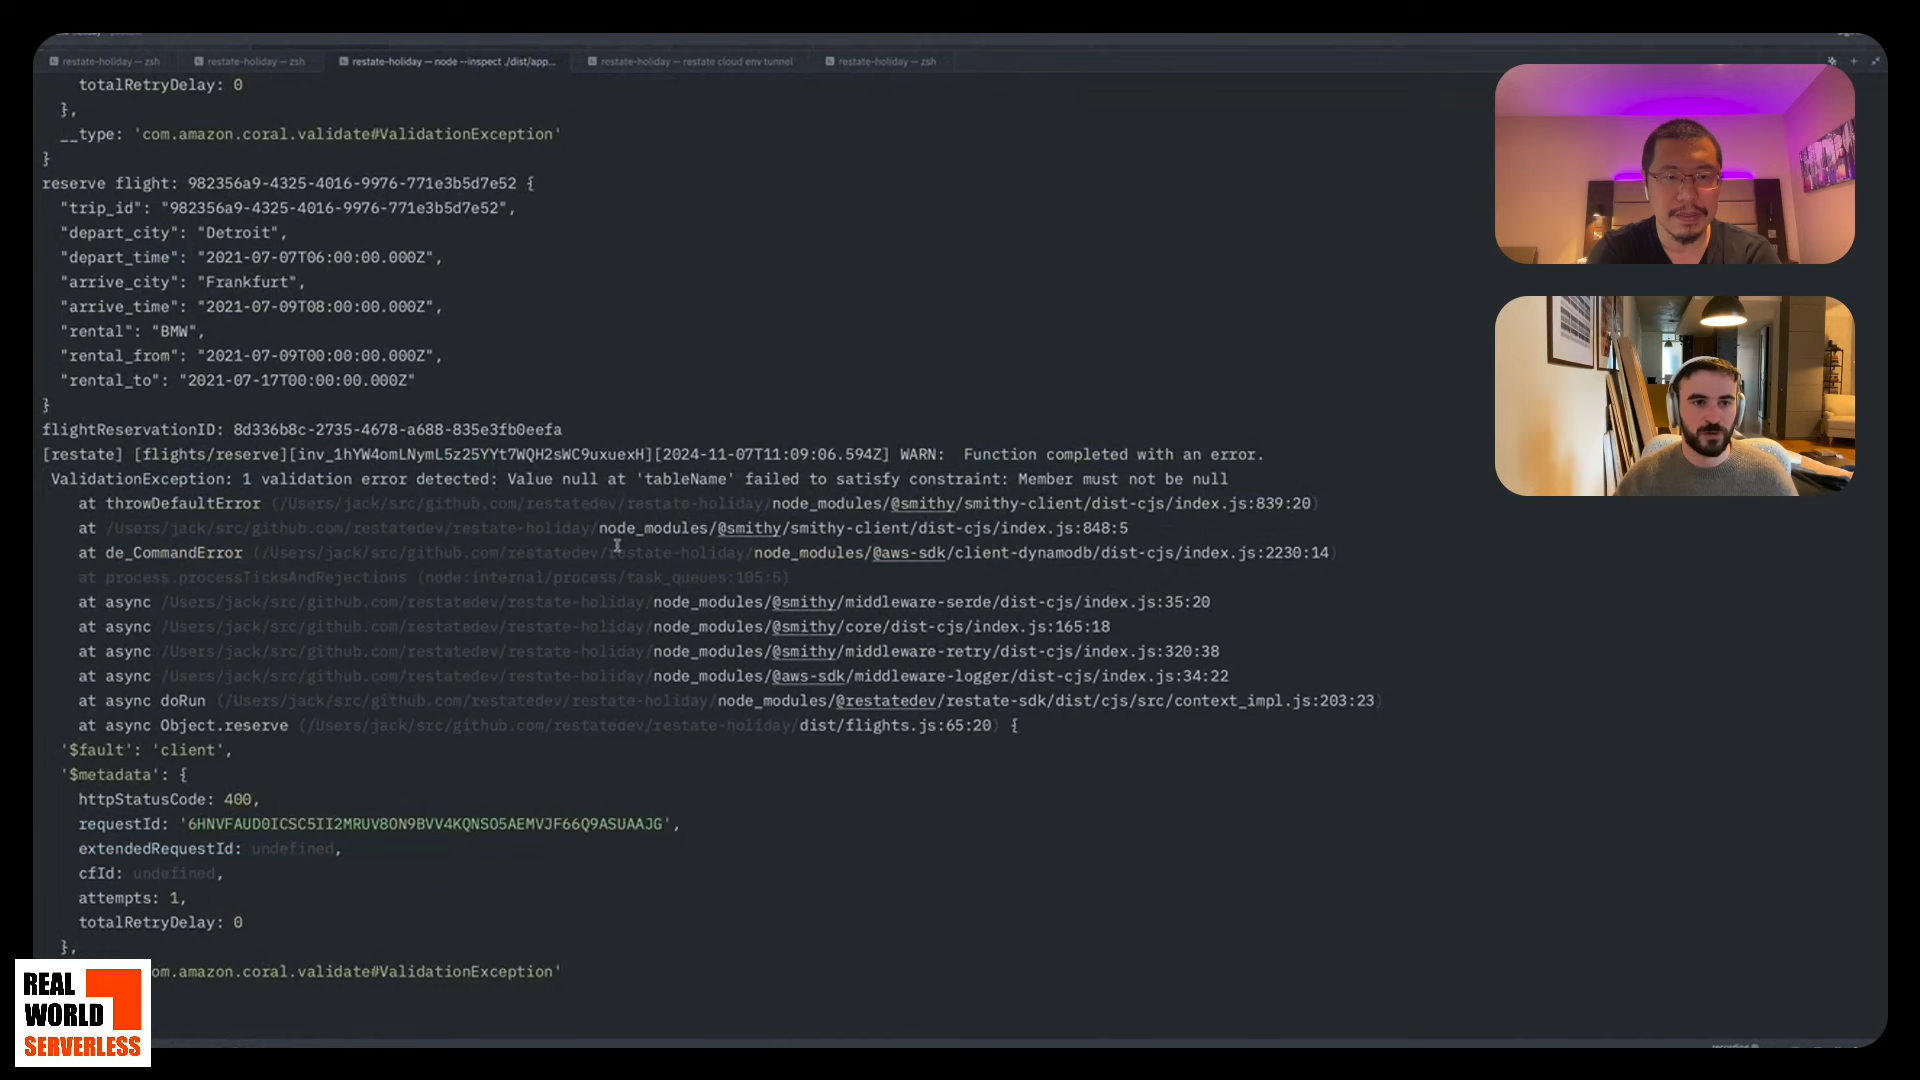 restate-holiday — zsh
restate-holiday — zsh
restate-holiday — node --inspect ./dist/app...
restate-holiday — restate cloud env tunnel
restate-holiday — zsh
totalRetryDelay: 0
},
__type: 'com.amazon.coral.validate#ValidationException'
}
reserve flight: 982356a9-4325-4016-9976-771e3b5d7e52 {
"trip_id": "982356a9-4325-4016-9976-771e3b5d7e52",
"depart_city": "Detroit",
"depart_time": "2021-07-07T06:00:00.000Z",
"arrive_city": "Frankfurt",
"arrive_time": "2021-07-09T08:00:00.000Z",
"rental": "BMW",
"rental_from": "2021-07-09T00:00:00.000Z",
"rental_to": "2021-07-17T00:00:00.000Z"
}
flightReservationID: 8d336b8c-2735-4678-a688-835e3fb0eefa
[restate] [flights/reserve][inv_1hYW4omLNymL5z25YYt7WQH2sWC9uxuexH][2024-11-07T11:09:06.594Z] WARN:  Function completed with an error.
ValidationException: 1 validation error detected: Value null at 'tableName' failed to satisfy constraint: Member must not be null
at throwDefaultError (/Users/jack/src/github.com/restatedev/restate-holiday/node_modules/@smithy/smithy-client/dist-cjs/index.js:839:20)
at /Users/jack/src/github.com/restatedev/restate-holiday/node_modules/@smithy/smithy-client/dist-cjs/index.js:848:5
at de_CommandError (/Users/jack/src/github.com/restatedev/restate-holiday/node_modules/@aws-sdk/client-dynamodb/dist-cjs/index.js:2230:14)
at process.processTicksAndRejections (node:internal/process/task_queues:105:5)
at async /Users/jack/src/github.com/restatedev/restate-holiday/node_modules/@smithy/middleware-serde/dist-cjs/index.js:35:20
at async /Users/jack/src/github.com/restatedev/restate-holiday/node_modules/@smithy/core/dist-cjs/index.js:165:18
at async /Users/jack/src/github.com/restatedev/restate-holiday/node_modules/@smithy/middleware-retry/dist-cjs/index.js:320:38
at async /Users/jack/src/github.com/restatedev/restate-holiday/node_modules/@aws-sdk/middleware-logger/dist-cjs/index.js:34:22
at async doRun (/Users/jack/src/github.com/restatedev/restate-holiday/node_modules/@restatedev/restate-sdk/dist/cjs/src/context_impl.js:203:23)
at async Object.reserve (/Users/jack/src/github.com/restatedev/restate-holiday/dist/flights.js:65:20) {
'$fault': 'client',
'$metadata': {
httpStatusCode: 400,
requestId: '6HNVFAUD0ICSC5II2MRUV8ON9BVV4KQNSO5AEMVJF66Q9ASUAAJG',
extendedRequestId: undefined,
cfId: undefined,
attempts: 1,
totalRetryDelay: 0
},
om.amazon.coral.validate#ValidationException'
REAL
WORLD
SERVERLESS